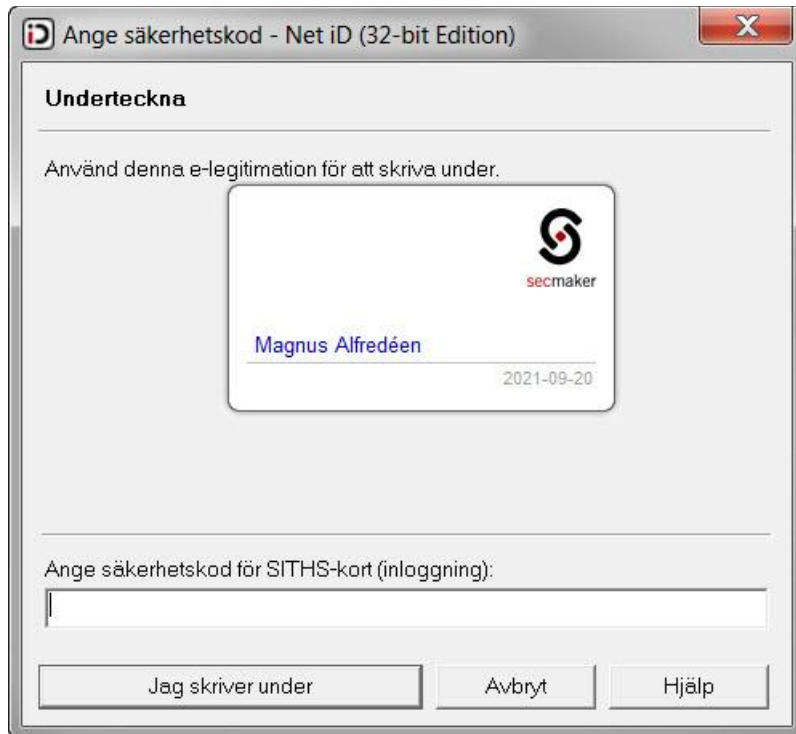 iD Ange säkerhetskod - Net iD (32-bit Edition)
Underteckna
Använd denna e-legitimation för att skriva under.
secmaker
Magnus Alfredéen
2021-09-20
Ange säkerhetskod för SITHS-kort (inloggning):
Jag skriver under Avbryt Hjälp